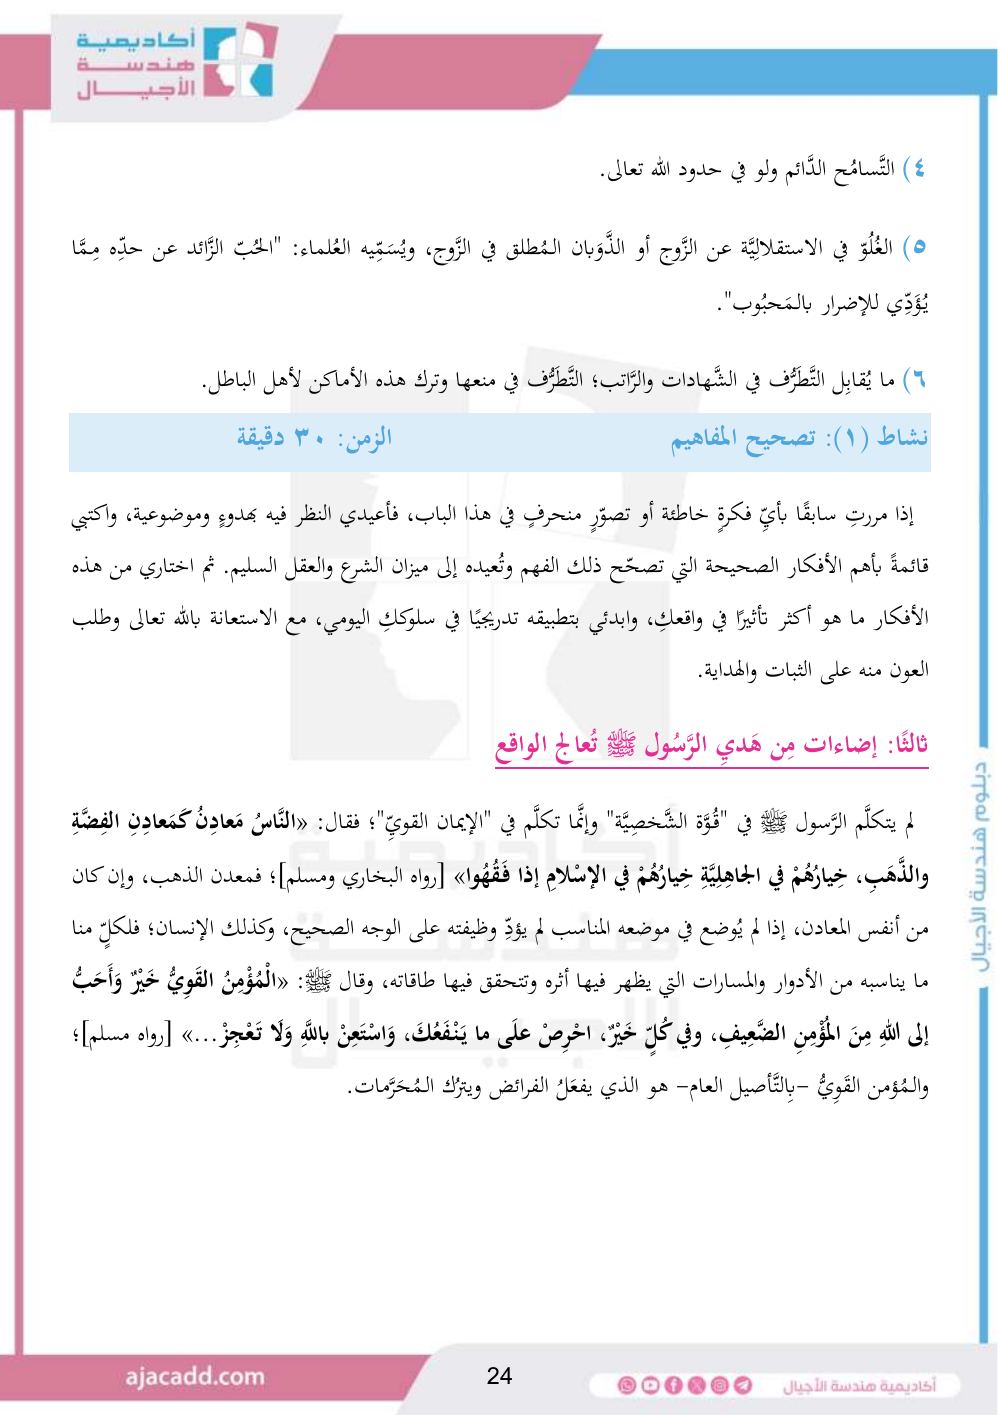 أكاديمية
هندسة
الأجيال
٤) التَّسامُح الدَّائم ولو في حدود الله تعالى.
٥) الغُلُوّ في الاستقلاليَّة عن الزَّوج أو الذَّوَبان المُطلق في الزَّوج، ويُسَمِّيه العُلماء: "الحُبّ الزَّائد عن حدِّه مِمَّا
يُؤَدِّي للإضرار بالمَحبُوب".
٦) ما يُقابِل التَّطَرُّف في الشَّهادات والرَّاتب؛ التَّطَرُّف في منعها وترك هذه الأماكن لأهل الباطل.
نشاط (١): تصحيح المفاهيم الزمن: ٣٠ دقيقة
إذا مررتِ سابقًا بأيِّ فكرةٍ خاطئة أو تصوّرٍ منحرفٍ في هذا الباب، فأعيدي النظر فيه بهدوءٍ وموضوعية، واكتبي
قائمةً بأهم الأفكار الصحيحة التي تصحّح ذلك الفهم وتُعيده إلى ميزان الشرع والعقل السليم. ثم اختاري من هذه
الأفكار ما هو أكثر تأثيرًا في واقعكِ، وابدئي بتطبيقه تدريجيًا في سلوككِ اليومي، مع الاستعانة بالله تعالى وطلب
العون منه على الثبات والهداية.
ثالثًا: إضاءات مِن هَديِ الرَّسُول ﷺ تُعالج الواقع
لم يتكلَّم الرَّسول ﷺ في "قُوَّة الشَّخصِيَّة" وإنَّما تكلَّم في "الإيمان القويّ"؛ فقال: «النَّاسُ مَعادِنُ كَمَعادِنِ الفِضَّةِ
والذَّهَبِ، خِيارُهُمْ في الجاهِلِيَّةِ خِيارُهُمْ في الإسْلامِ إذا فَقُهُوا» [رواه البخاري ومسلم]؛ فمعدن الذهب، وإن كان
من أنفس المعادن، إذا لم يُوضع في موضعه المناسب لم يؤدِّ وظيفته على الوجه الصحيح، وكذلك الإنسان؛ فلكلٍّ منا
ما يناسبه من الأدوار والمسارات التي يظهر فيها أثره وتتحقق فيها طاقاته، وقال ﷺ: «الْمُؤْمِنُ القَوِيُّ خَيْرٌ وَأَحَبُّ
إلى اللهِ مِنَ المُؤْمِنِ الضَّعِيفِ، وفي كُلٍّ خَيْرٌ، احْرِصْ علَى ما يَنْفَعُكَ، وَاسْتَعِنْ باللَّهِ وَلَا تَعْجِزْ...» [رواه مسلم]؛
والمُؤمن القَوِيُّ -بِالتَّأصيل العام- هو الذي يفعَلُ الفرائض ويترُك المُحَرَّمات.
دبلوم هندسة الأجيال
ajacadd.com
24
أكاديمية هندسة الأجيال